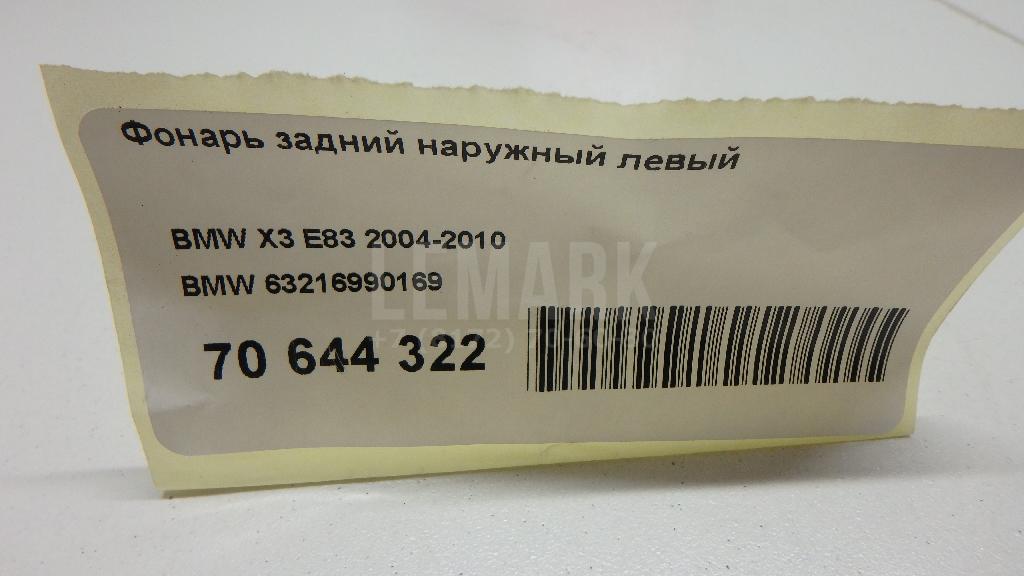 Фонарь задний наружный левый
BMW X3 E83 2004-2010
BMW 63216990169
LEMARK
70 644 322